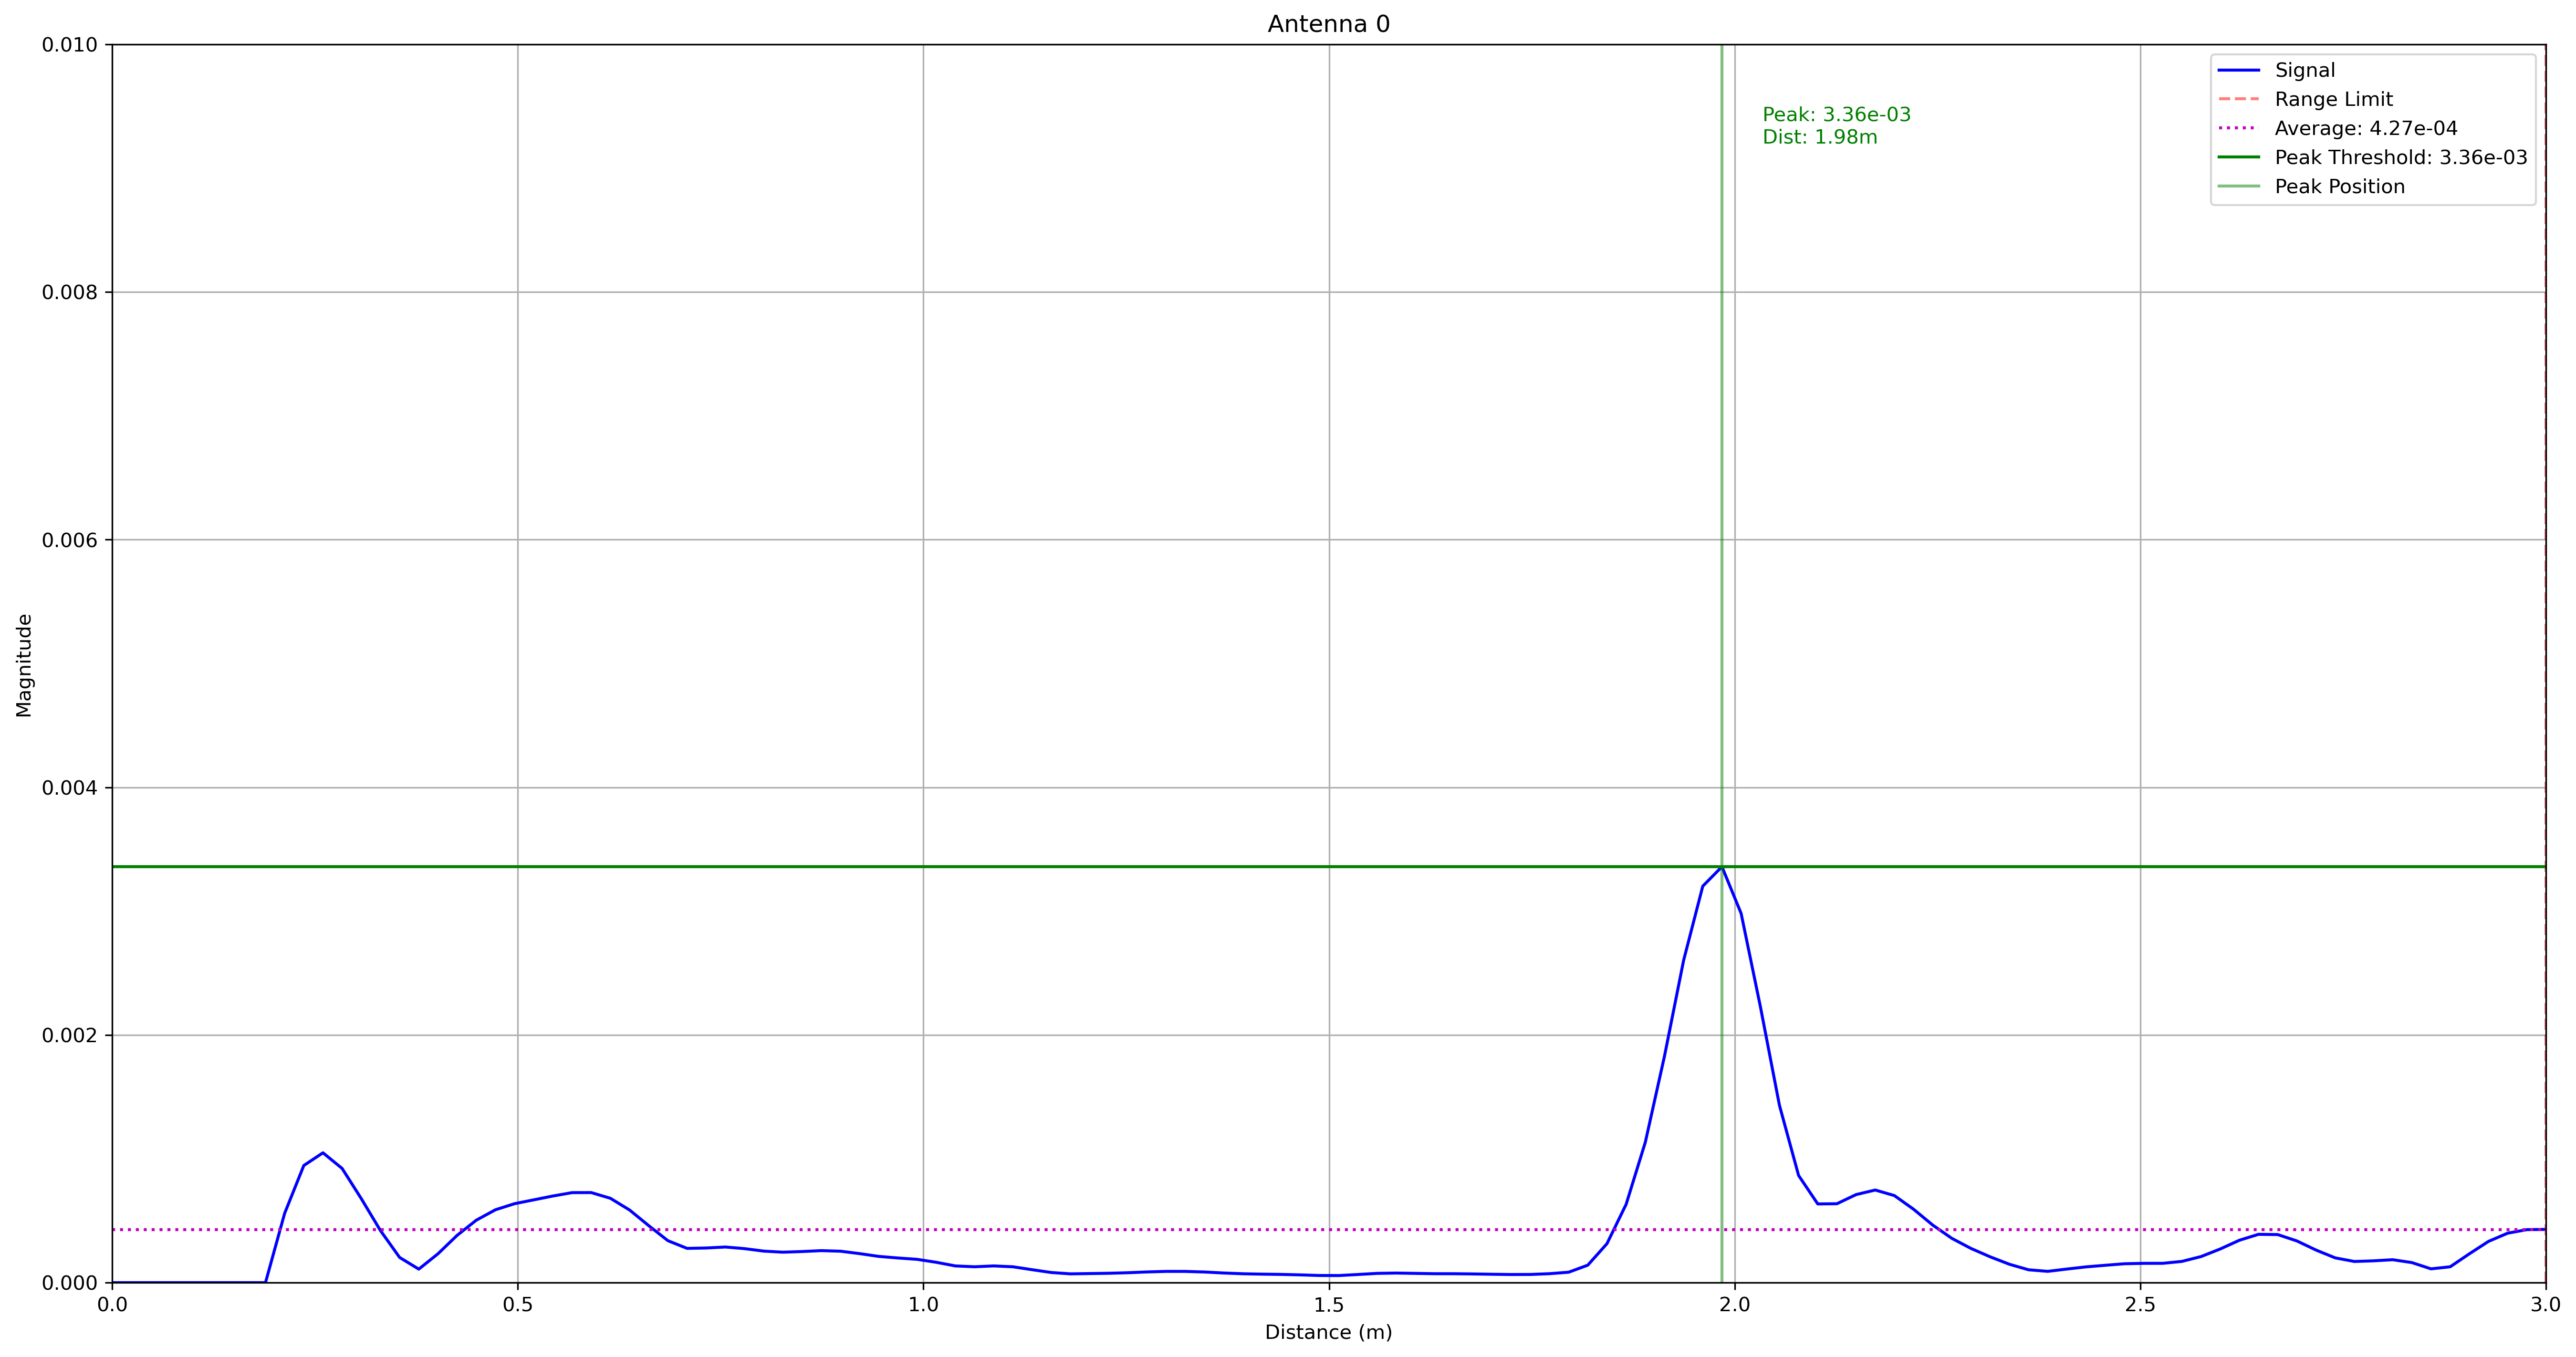 Antenna 0
0.010
0.008
0.006
0.004
0.002
0.000
Magnitude
Peak: 3.36e-03
Dist: 1.98m
Signal
Range Limit
Average: 4.27e-04
Peak Threshold: 3.36e-03
Peak Position
0.0
0.5
1.0
1.5
2.0
2.5
3.0
Distance (m)